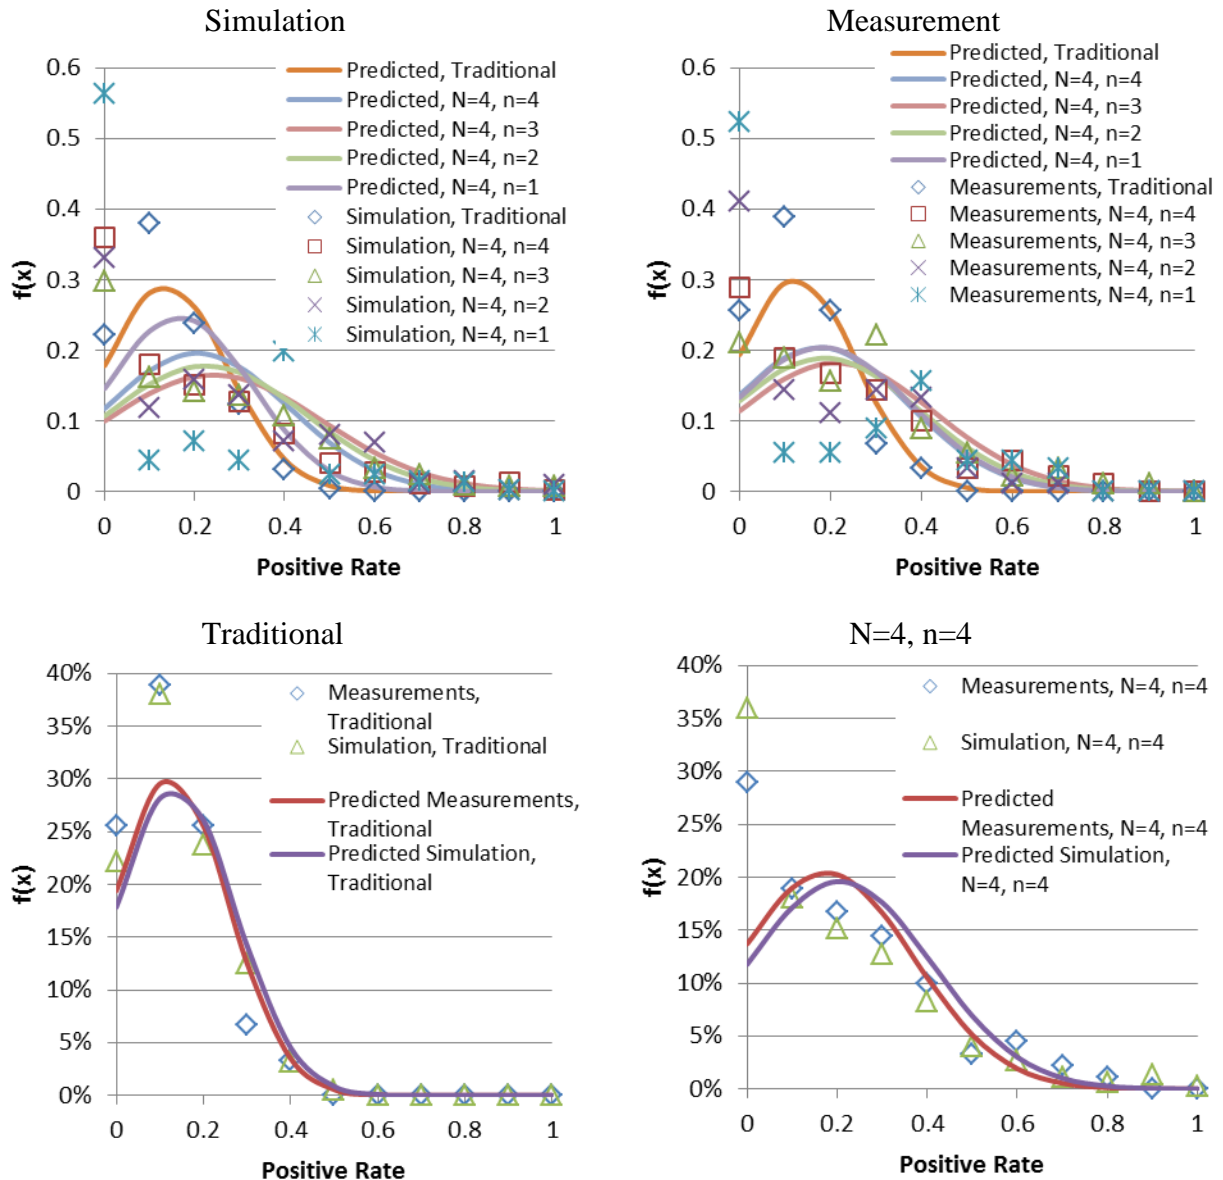 Simulation
0.6
0.5
0.4
0.3
0.2
0.1
0
f(x)
0
0.2
0.4
0.6
0.8
1
Positive Rate
Predicted, Traditional
Predicted, N=4, n=4
Predicted, N=4, n=3
Predicted, N=4, n=2
Predicted, N=4, n=1
Simulation, Traditional
Simulation, N=4, n=4
Simulation, N=4, n=3
Simulation, N=4, n=2
Simulation, N=4, n=1
Measurement
0.6
0.5
0.4
0.3
0.2
0.1
0
f(x)
0
0.2
0.4
0.6
0.8
1
Positive Rate
Predicted, Traditional
Predicted, N=4, n=4
Predicted, N=4, n=3
Predicted, N=4, n=2
Predicted, N=4, n=1
Measurements, Traditional
Measurements, N=4, n=4
Measurements, N=4, n=3
Measurements, N=4, n=2
Measurements, N=4, n=1
Traditional
40%
35%
30%
25%
20%
15%
10%
5%
0%
f(x)
0
0.2
0.4
0.6
0.8
1
Positive Rate
Measurements,
Traditional
Simulation, Traditional
Predicted Measurements,
Traditional
Predicted Simulation,
Traditional
N=4, n=4
40%
35%
30%
25%
20%
15%
10%
5%
0%
f(x)
0
0.2
0.4
0.6
0.8
1
Positive Rate
Measurements, N=4, n=4
Simulation, N=4, n=4
Predicted
Measurements, N=4, n=4
Predicted Simulation,
N=4, n=4